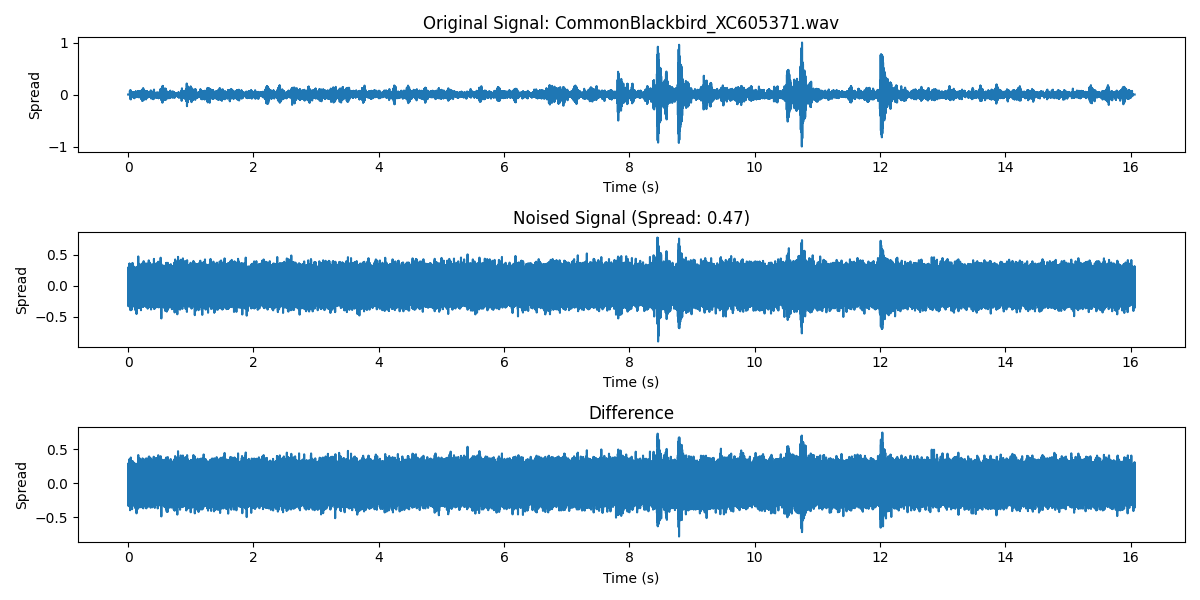 Original Signal: CommonBlackbird_XC605371.wav
1
0
−1
Spread
0 2 4 6 8 10 12 14 16
Time (s)
Noised Signal (Spread: 0.47)
0.5
0.0
−0.5
Spread
0 2 4 6 8 10 12 14 16
Time (s)
Difference
0.5
0.0
−0.5
Spread
0 2 4 6 8 10 12 14 16
Time (s)